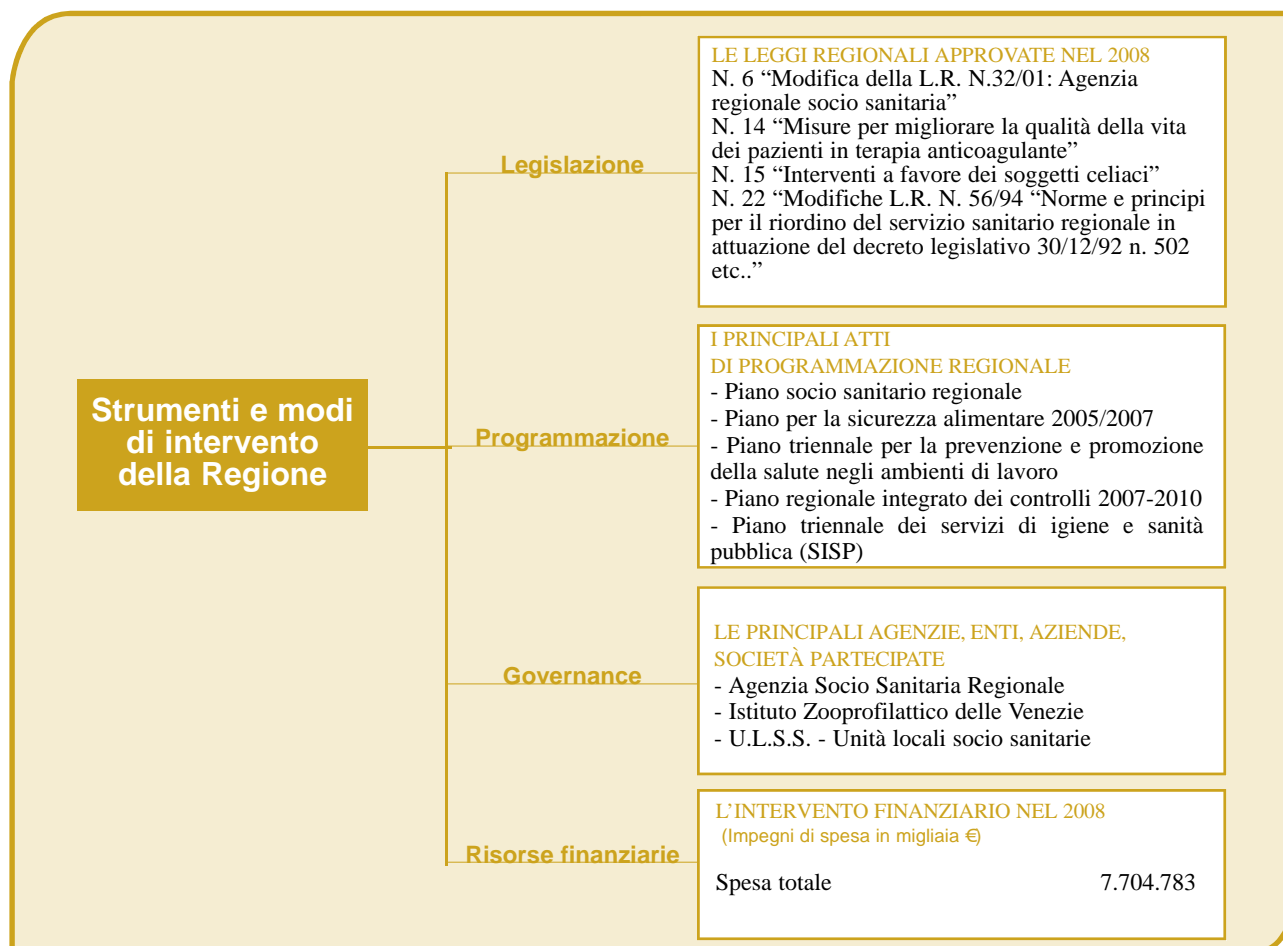 Strumenti e modi
di intervento
della Regione
Legislazione
LE LEGGI REGIONALI APPROVATE NEL 2008
N. 6 “Modifica della L.R. N.32/01: Agenzia
regionale socio sanitaria”
N. 14 “Misure per migliorare la qualità della vita
dei pazienti in terapia anticoagulante”
N. 15 “Interventi a favore dei soggetti celiaci”
N. 22 “Modifiche L.R. N. 56/94 “Norme e principi
per il riordino del servizio sanitario regionale in
attuazione del decreto legislativo 30/12/92 n. 502
etc..”
Programmazione
I PRINCIPALI ATTI
DI PROGRAMMAZIONE REGIONALE
- Piano socio sanitario regionale
- Piano per la sicurezza alimentare 2005/2007
- Piano triennale per la prevenzione e promozione
della salute negli ambienti di lavoro
- Piano regionale integrato dei controlli 2007-2010
- Piano triennale dei servizi di igiene e sanità
pubblica (SISP)
Governance
LE PRINCIPALI AGENZIE, ENTI, AZIENDE,
SOCIETÀ PARTECIPATE
- Agenzia Socio Sanitaria Regionale
- Istituto Zooprofilattico delle Venezie
- U.L.S.S. - Unità locali socio sanitarie
Risorse finanziarie
L’INTERVENTO FINANZIARIO NEL 2008
(Impegni di spesa in migliaia €)
Spesa totale 7.704.783